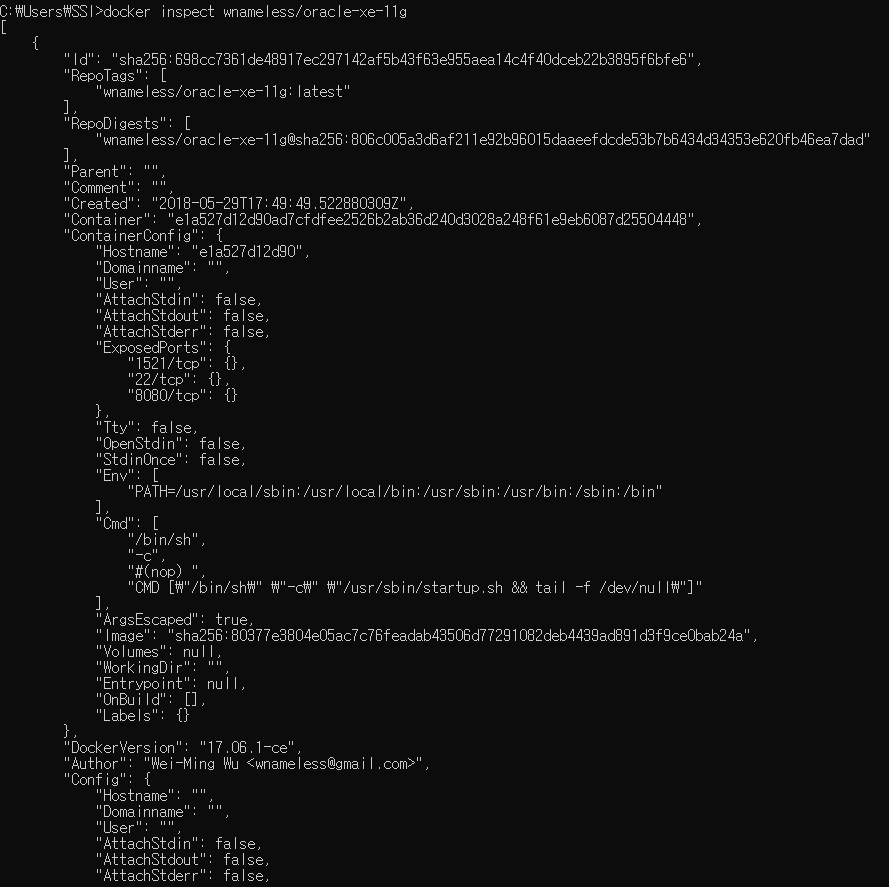 C:₩Users₩SSI>docker inspect wnameless/oracle-xe-11g
[
    {
        "Id": "sha256:698cc7361de48917ec297142af5b43f63e955aea14c4f40dceb22b3895f6bfe6",
        "RepoTags": [
            "wnameless/oracle-xe-11g:latest"
        ],
        "RepoDigests": [
            "wnameless/oracle-xe-11g@sha256:806c005a3d6af211e92b96015daaeefdcde53b7b6434d34353e620fb46ea7dad"
        ],
        "Parent": "",
        "Comment": "",
        "Created": "2018-05-29T17:49:49.522880309Z",
        "Container": "e1a527d12d90ad7cfdfee2526b2ab36d240d3028a248f61e9eb6087d25504448",
        "ContainerConfig": {
            "Hostname": "e1a527d12d90",
            "Domainname": "",
            "User": "",
            "AttachStdin": false,
            "AttachStdout": false,
            "AttachStderr": false,
            "ExposedPorts": {
                "1521/tcp": {},
                "22/tcp": {},
                "8080/tcp": {}
            },
            "Tty": false,
            "OpenStdin": false,
            "StdinOnce": false,
            "Env": [
                "PATH=/usr/local/sbin:/usr/local/bin:/usr/sbin:/usr/bin:/sbin:/bin"
            ],
            "Cmd": [
                "/bin/sh",
                "-c",
                "#(nop) ",
                "CMD [₩"/bin/sh₩" ₩"-c₩" ₩"/usr/sbin/startup.sh && tail -f /dev/null₩"]"
            ],
            "ArgsEscaped": true,
            "Image": "sha256:80377e3804e05ac7c76feadab43506d77291082deb4439ad891d3f9ce0bab24a",
            "Volumes": null,
            "WorkingDir": "",
            "Entrypoint": null,
            "OnBuild": [],
            "Labels": {}
        },
        "DockerVersion": "17.06.1-ce",
        "Author": "Wei-Ming Wu <wnameless@gmail.com>",
        "Config": {
            "Hostname": "",
            "Domainname": "",
            "User": "",
            "AttachStdin": false,
            "AttachStdout": false,
            "AttachStderr": false,